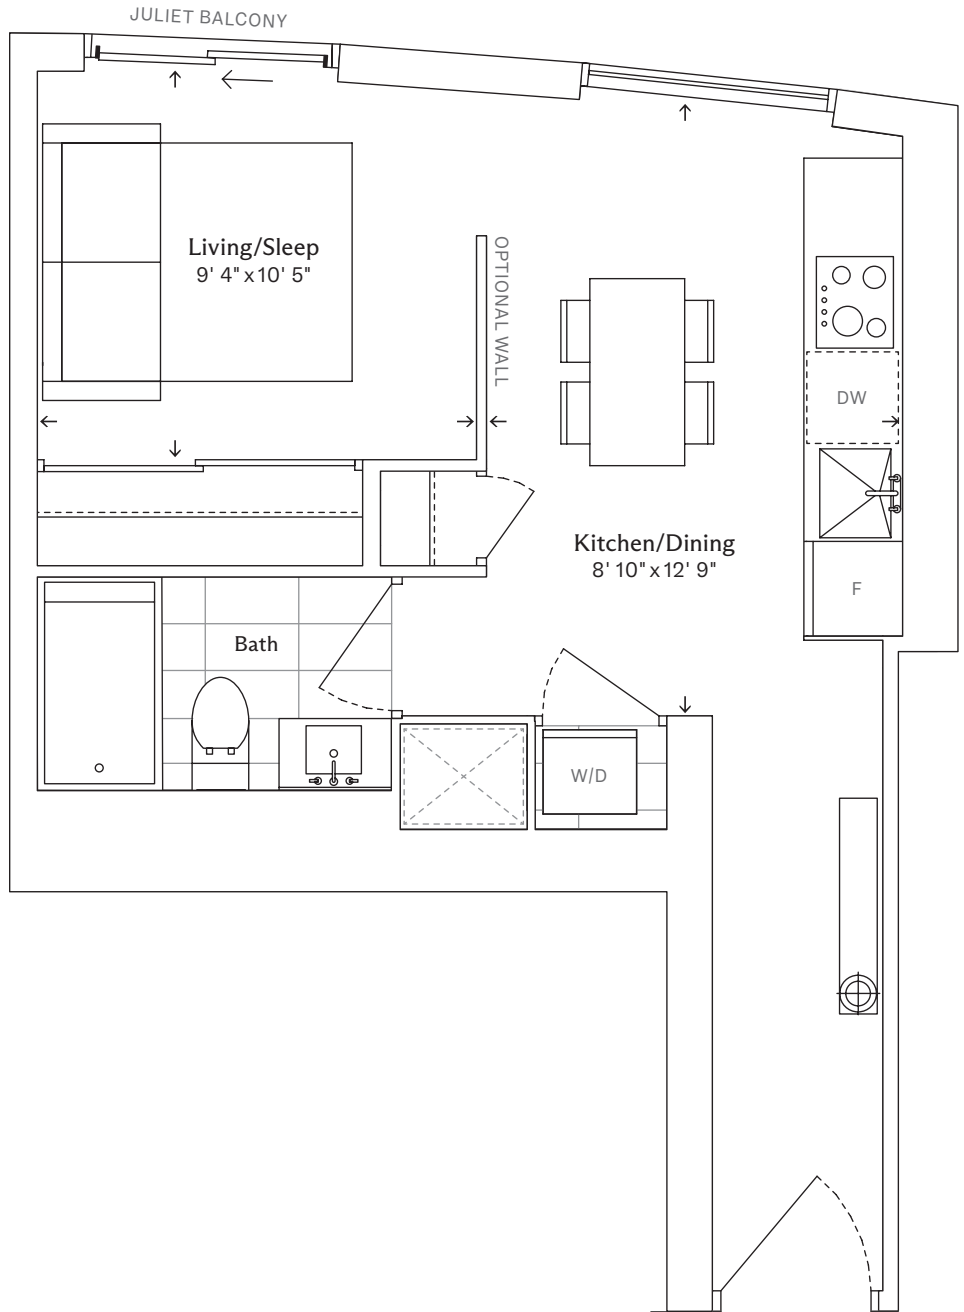 JULIET BALCONY
Living/Sleep
9' 4" x 10' 5"
OPTIONAL WALL
DW
Kitchen/Dining
8' 10" x 12' 9"
F
Bath
W/D